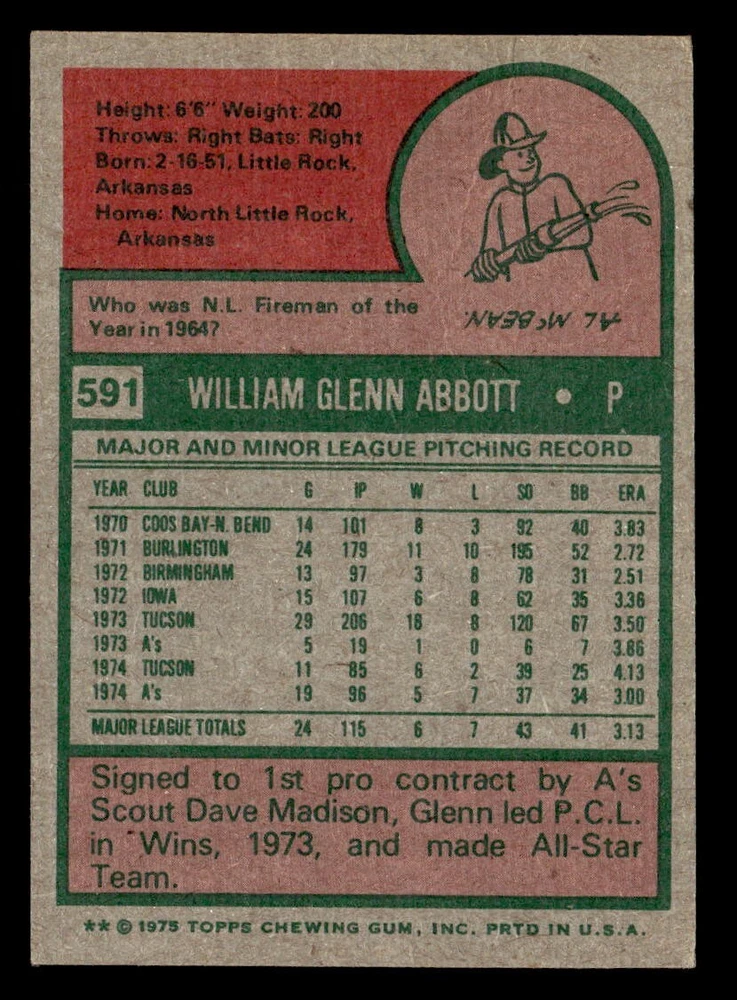 Height: 6'6" Weight: 200
Throws: Right Bats: Right
Born: 2-16-51, Little Rock,
Arkansas
Home: North Little Rock,
Arkansas
Who was N.L. Fireman of the
Year in 1964?
AL McBEAN.
591 WILLIAM GLENN ABBOTT • P
MAJOR AND MINOR LEAGUE PITCHING RECORD
YEAR CLUB G IP W L SO BB ERA
1970 COOS BAY-N. BEND 14 101 8 3 92 40 3.83
1971 BURLINGTON 24 179 11 10 195 52 2.72
1972 BIRMINGHAM 13 97 3 8 78 31 2.51
1972 IOWA 15 107 6 8 62 35 3.36
1973 TUCSON 29 206 18 8 120 67 3.50
1973 A's 5 19 1 0 6 7 3.86
1974 TUCSON 11 85 6 2 39 25 4.13
1974 A's 19 96 5 7 37 34 3.00
MAJOR LEAGUE TOTALS 24 115 6 7 43 41 3.13
Signed to 1st pro contract by A's
Scout Dave Madison, Glenn led P.C.L.
in Wins, 1973, and made All-Star
Team.
** © 1975 TOPPS CHEWING GUM, INC. PRTD IN U.S.A.